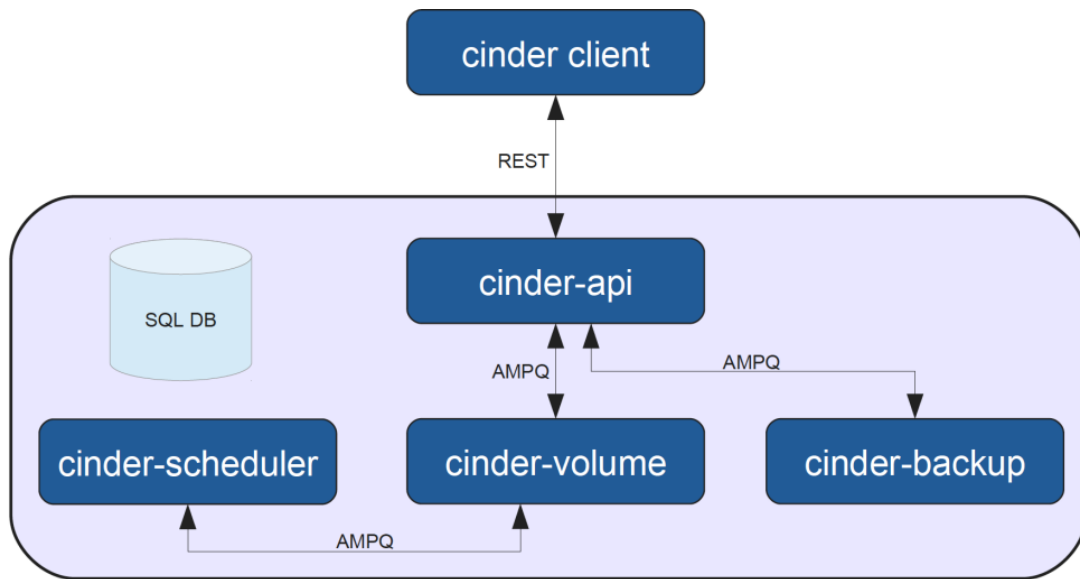 cinder client
REST
cinder-api
SQL DB
AMPQ
AMPQ
cinder-scheduler
cinder-volume
cinder-backup
AMPQ